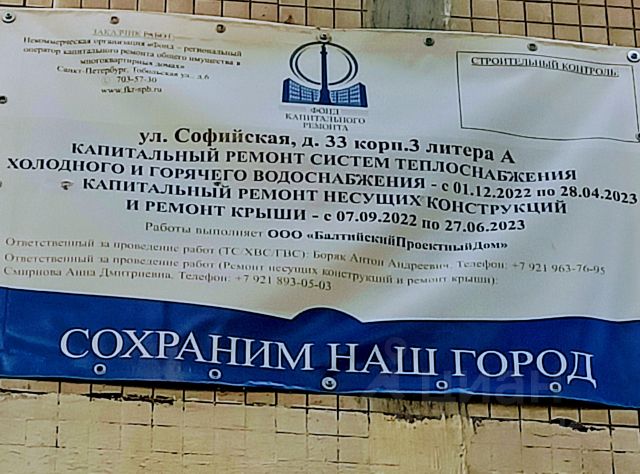 ЗАКАЗЧИК РАБОТ:
Некоммерческая организация «Фонд – региональный
оператор капитального ремонта общего имущества в
многоквартирных домах»
Санкт-Петербург, Тобольская ул., д.6
703-57-30
www.fkr-spb.ru
ФОНД
КАПИТАЛЬНОГО
РЕМОНТА
СТРОИТЕЛЬНЫЙ КОНТРОЛЬ
ул. Софийская, д. 33 корп.3 литера А
КАПИТАЛЬНЫЙ РЕМОНТ СИСТЕМ ТЕПЛОСНАБЖЕНИЯ
ХОЛОДНОГО И ГОРЯЧЕГО ВОДОСНАБЖЕНИЯ - с 01.12.2022 по 28.04.2023
КАПИТАЛЬНЫЙ РЕМОНТ НЕСУЩИХ КОНСТРУКЦИЙ
И РЕМОНТ КРЫШИ - с 07.09.2022 по 27.06.2023
Работы выполняет ООО «БалтийскийПроектныйДом»
Ответственный за проведение работ (ТС/ХВС/ГВС): Боряк Антон Андреевич. Телефон: +7 921 963-76-95
Ответственный за проведение работ (Ремонт несущих конструкций и ремонт крыши):
Смирнова Анна Дмитриевна. Телефон: +7 921 893-05-03
СОХРАНИМ НАШ ГОРОД
циан